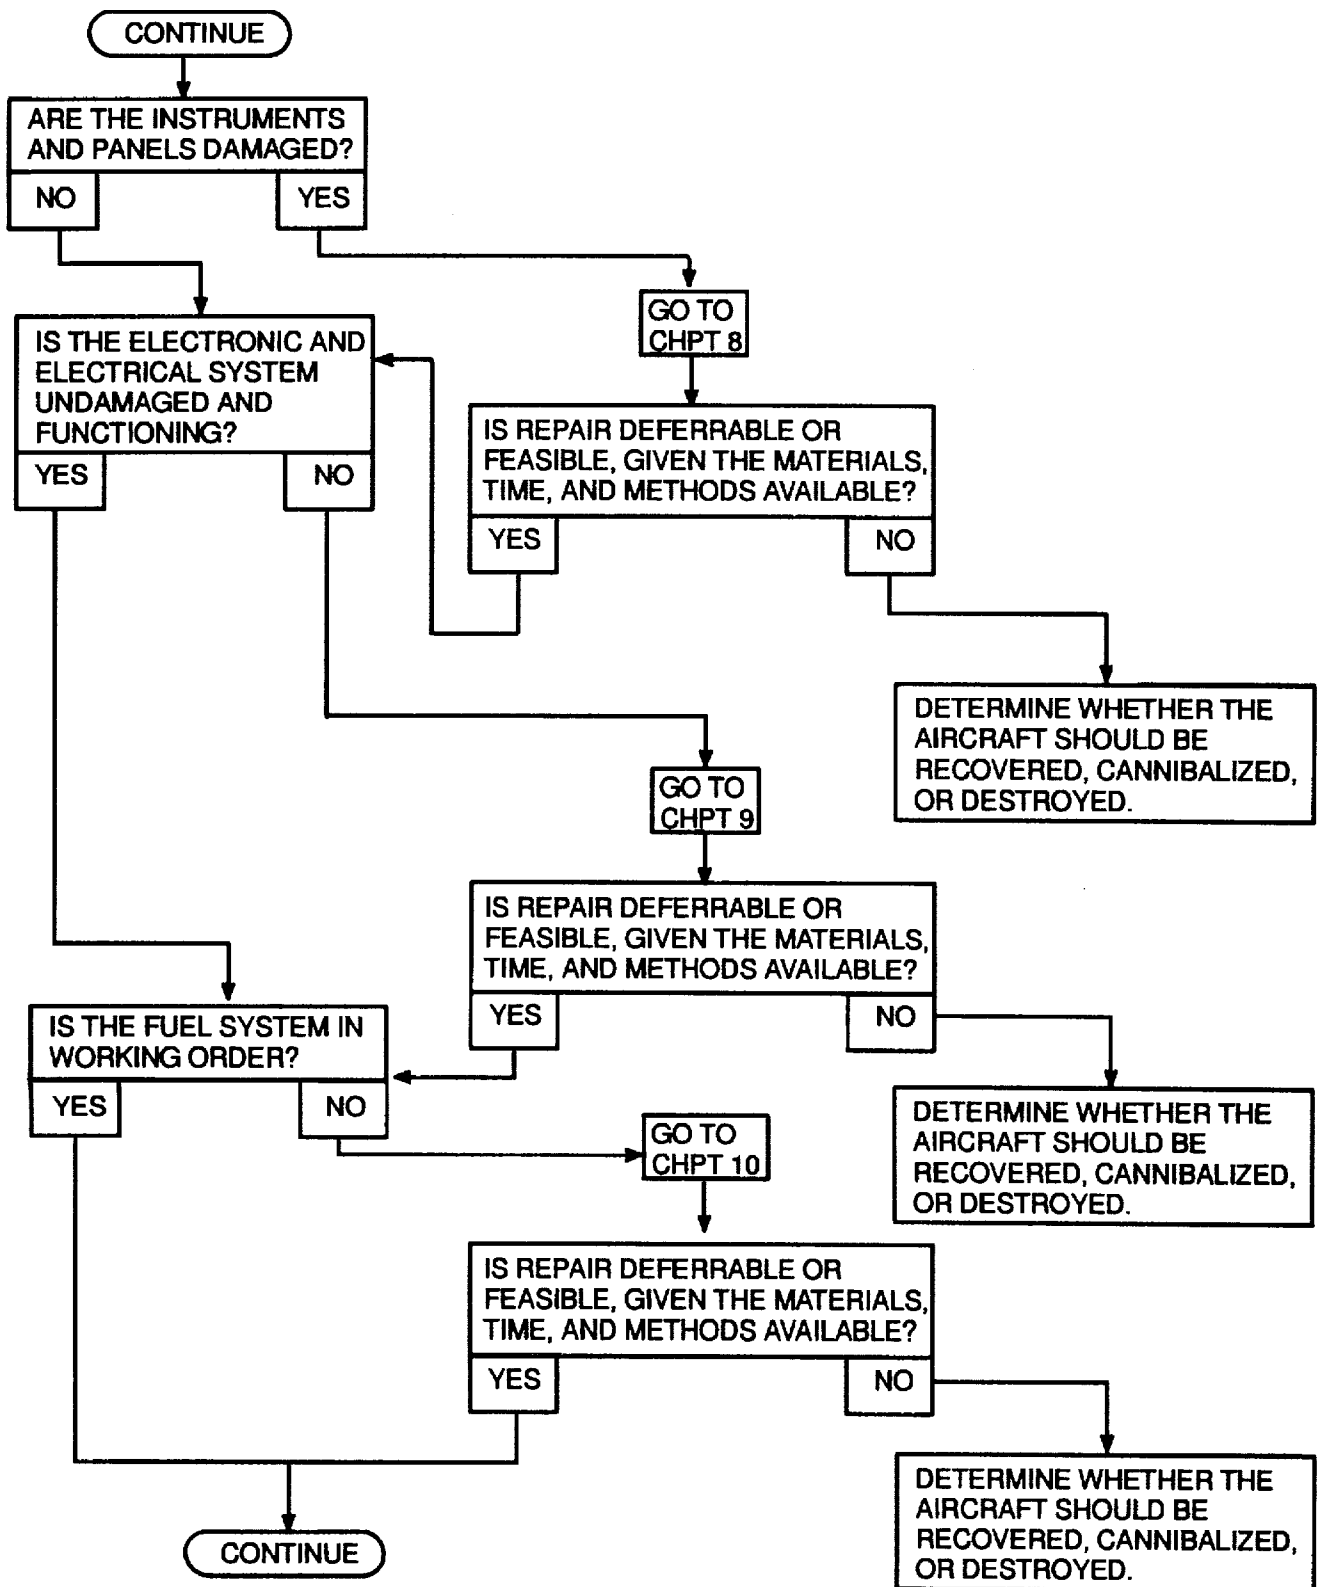 CONTINUE
ARE THE INSTRUMENTS
AND PANELS DAMAGED?
NO
YES
GO TO
CHPT 8
IS THE ELECTRONIC AND
ELECTRICAL SYSTEM
UNDAMAGED AND
FUNCTIONING?
YES
NO
IS REPAIR DEFERRABLE OR
FEASIBLE, GIVEN THE MATERIALS,
TIME, AND METHODS AVAILABLE?
YES
NO
DETERMINE WHETHER THE
AIRCRAFT SHOULD BE
RECOVERED, CANNIBALIZED,
OR DESTROYED.
GO TO
CHPT 9
IS REPAIR DEFERRABLE OR
FEASIBLE, GIVEN THE MATERIALS,
TIME, AND METHODS AVAILABLE?
YES
NO
IS THE FUEL SYSTEM IN
WORKING ORDER?
YES
NO
DETERMINE WHETHER THE
AIRCRAFT SHOULD BE
RECOVERED, CANNIBALIZED,
OR DESTROYED.
GO TO
CHPT 10
IS REPAIR DEFERRABLE OR
FEASIBLE, GIVEN THE MATERIALS,
TIME, AND METHODS AVAILABLE?
YES
NO
DETERMINE WHETHER THE
AIRCRAFT SHOULD BE
RECOVERED, CANNIBALIZED,
OR DESTROYED.
CONTINUE